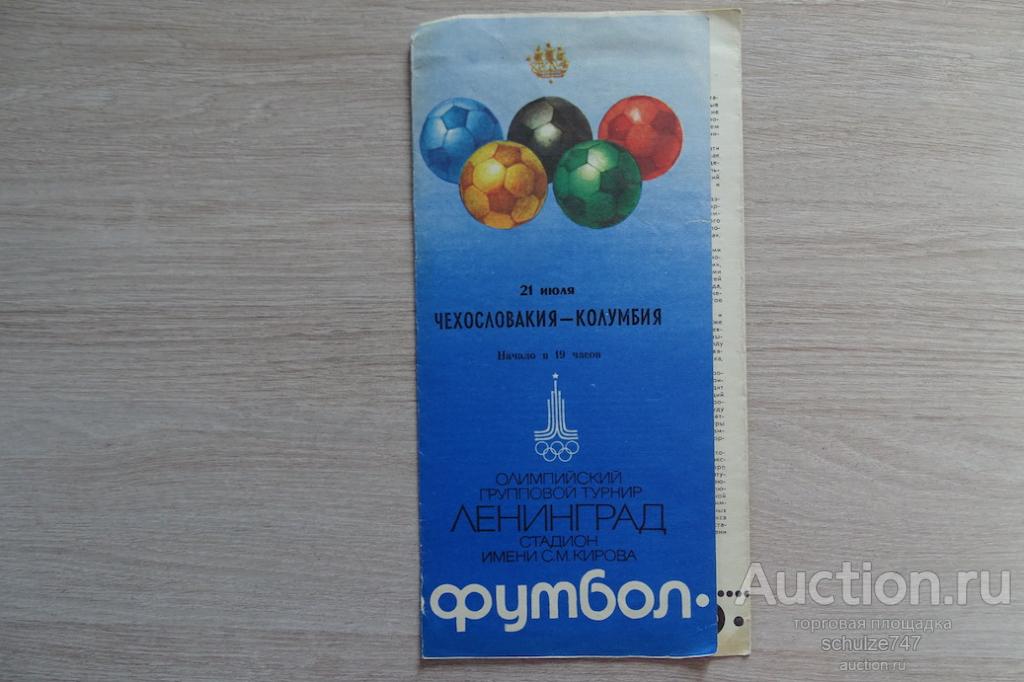 21 июля
ЧЕХОСЛОВАКИЯ—КОЛУМБИЯ
Начало в 19 часов
ОЛИМПИЙСКИЙ
ГРУППОВОЙ ТУРНИР
ЛЕНИНГРАД
СТАДИОН
ИМЕНИ С.М. КИРОВА
футбол.
Auction.ru
торговая площадка
schulze747
auction.ru